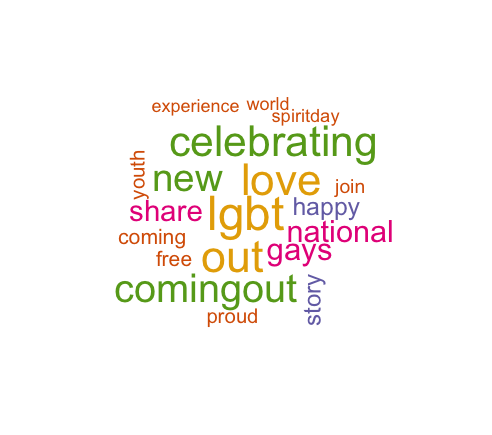 experience world
spiritday
celebrating
youth
new love join
share lgbt happy
national
coming out gays
free
comingout story
proud